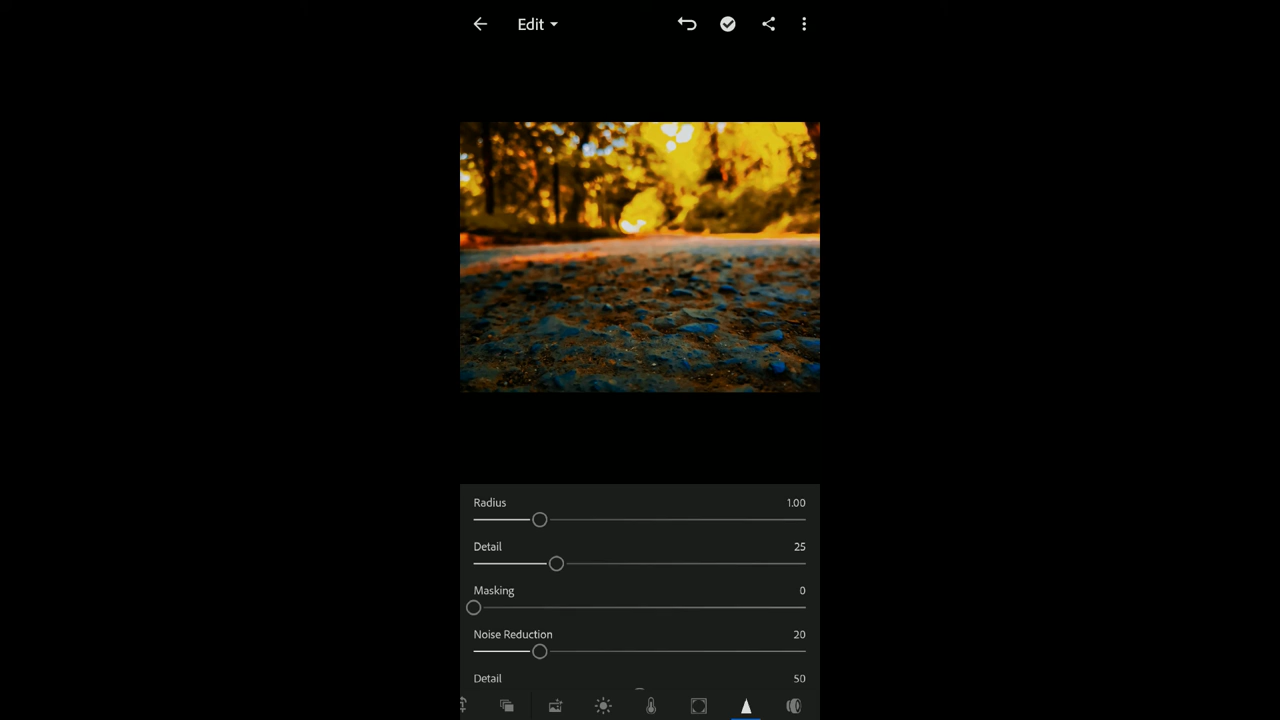 Edit
Radius 1.00
Detail 25
Masking 0
Noise Reduction 20
Detail 50